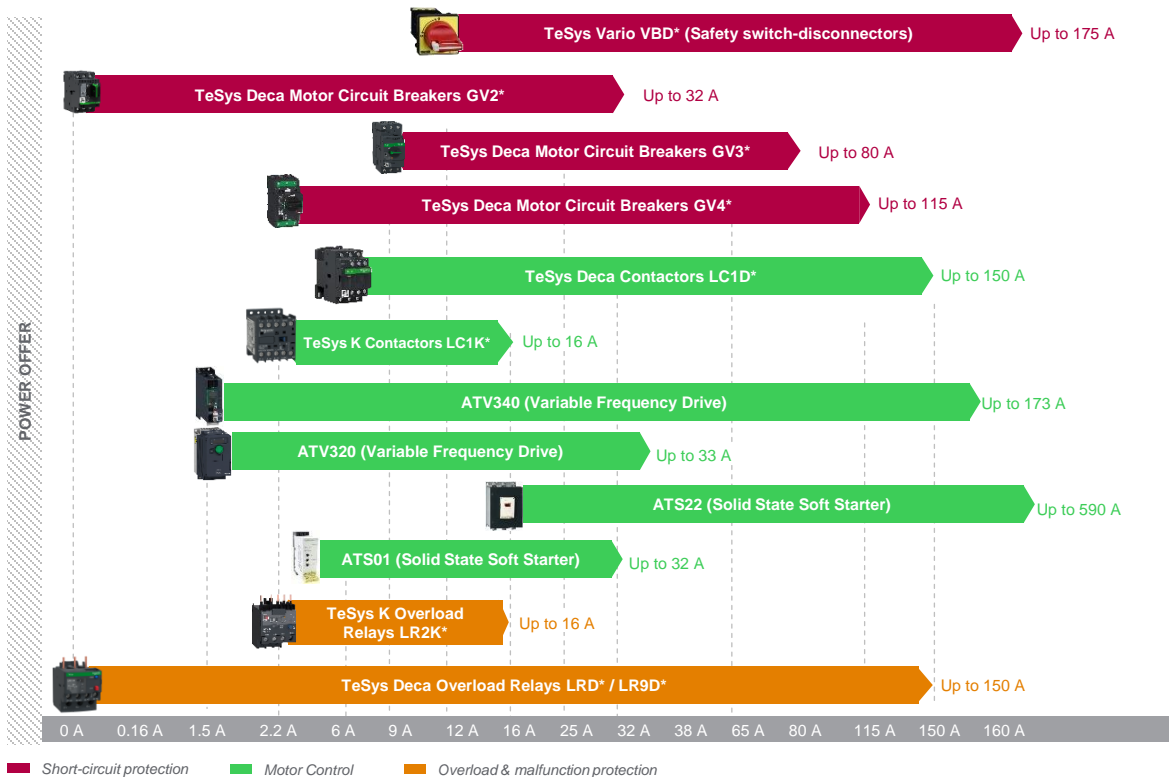 POWER OFFER
TeSys Vario VBD* (Safety switch-disconnectors)
Up to 175 A
TeSys Deca Motor Circuit Breakers GV2*
Up to 32 A
TeSys Deca Motor Circuit Breakers GV3*
Up to 80 A
TeSys Deca Motor Circuit Breakers GV4*
Up to 115 A
TeSys Deca Contactors LC1D*
Up to 150 A
TeSys K Contactors LC1K*
Up to 16 A
ATV340 (Variable Frequency Drive)
Up to 173 A
ATV320 (Variable Frequency Drive)
Up to 33 A
ATS22 (Solid State Soft Starter)
Up to 590 A
ATS01 (Solid State Soft Starter)
Up to 32 A
TeSys K Overload
Relays LR2K*
Up to 16 A
TeSys Deca Overload Relays LRD* / LR9D*
Up to 150 A
0 A 0.16 A 1.5 A 2.2 A 6 A 9 A 12 A 16 A 25 A 32 A 38 A 65 A 80 A 115 A 150 A 160 A
Short-circuit protection Motor Control Overload & malfunction protection